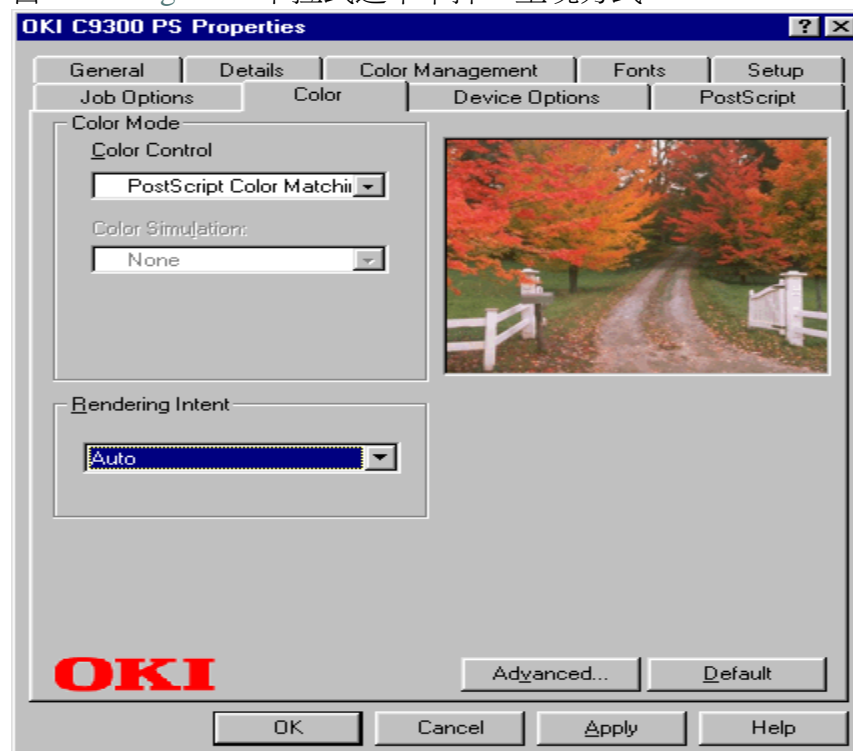 OKI C9300 PS Properties
General Details Color Management Fonts Setup
Job Options Color Device Options PostScript
Color Mode
Color Control
PostScript Color Matchi
Color Simulation:
None
Rendering Intent
Auto
OKI
Advanced... Default
OK Cancel Apply Help